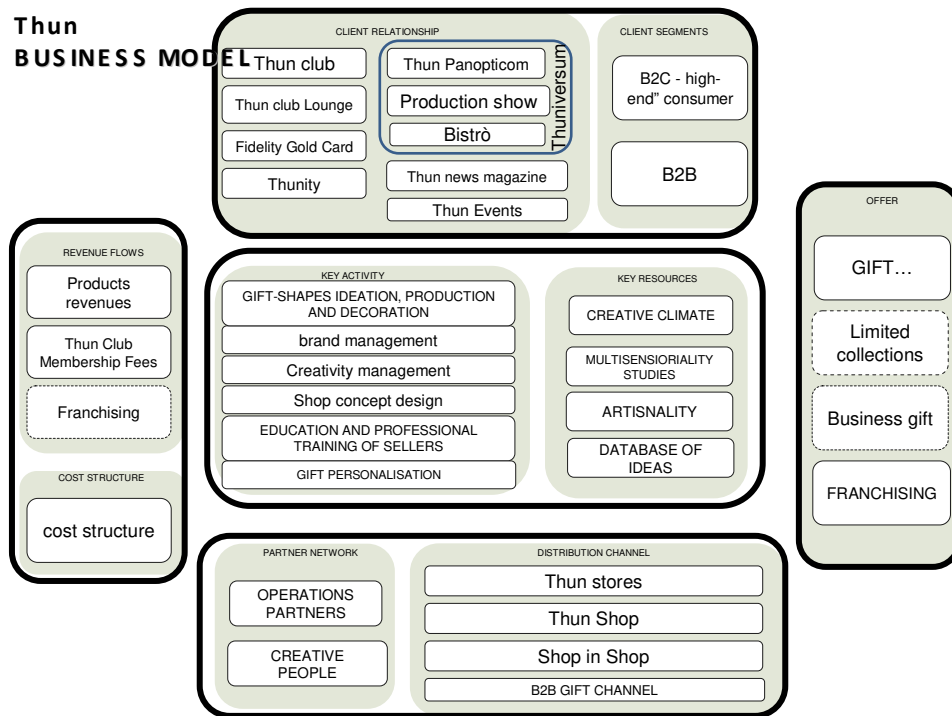 Thun
BUSINESS MODEL
CLIENT RELATIONSHIP
Thun club
Thun club Lounge
Fidelity Gold Card
Thunity
Thun Panopticom
Production show
Bistrò
Thuniversum
Thun news magazine
Thun Events
CLIENT SEGMENTS
B2C - high-
end” consumer
B2B
REVENUE FLOWS
Products
revenues
Thun Club
Membership Fees
Franchising
COST STRUCTURE
cost structure
KEY ACTIVITY
GIFT-SHAPES IDEATION, PRODUCTION
AND DECORATION
brand management
Creativity management
Shop concept design
EDUCATION AND PROFESSIONAL
TRAINING OF SELLERS
GIFT PERSONALISATION
KEY RESOURCES
CREATIVE CLIMATE
MULTISENSIORIALITY
STUDIES
ARTISNALITY
DATABASE OF
IDEAS
OFFER
GIFT…
Limited
collections
Business gift
FRANCHISING
PARTNER NETWORK
OPERATIONS
PARTNERS
CREATIVE
PEOPLE
DISTRIBUTION CHANNEL
Thun stores
Thun Shop
Shop in Shop
B2B GIFT CHANNEL